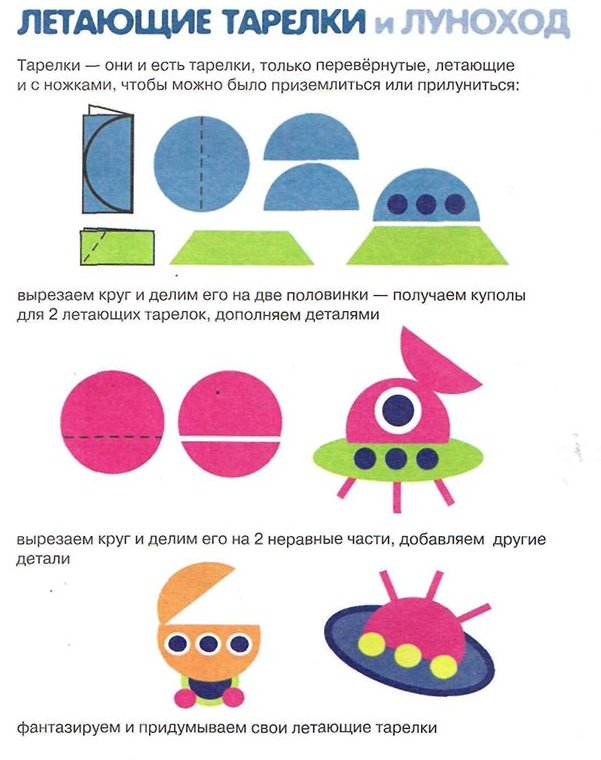 ЛЕТАЮЩИЕ ТАРЕЛКИ и ЛУНОХОД
Тарелки — они и есть тарелки, только перевёрнутые, летающие
и с ножками, чтобы можно было приземлиться или прилуниться:
вырезаем круг и делим его на две половинки — получаем куполы
для 2 летающих тарелок, дополняем деталями
вырезаем круг и делим его на 2 неравные части, добавляем другие
детали
фантазируем и придумываем свои летающие тарелки